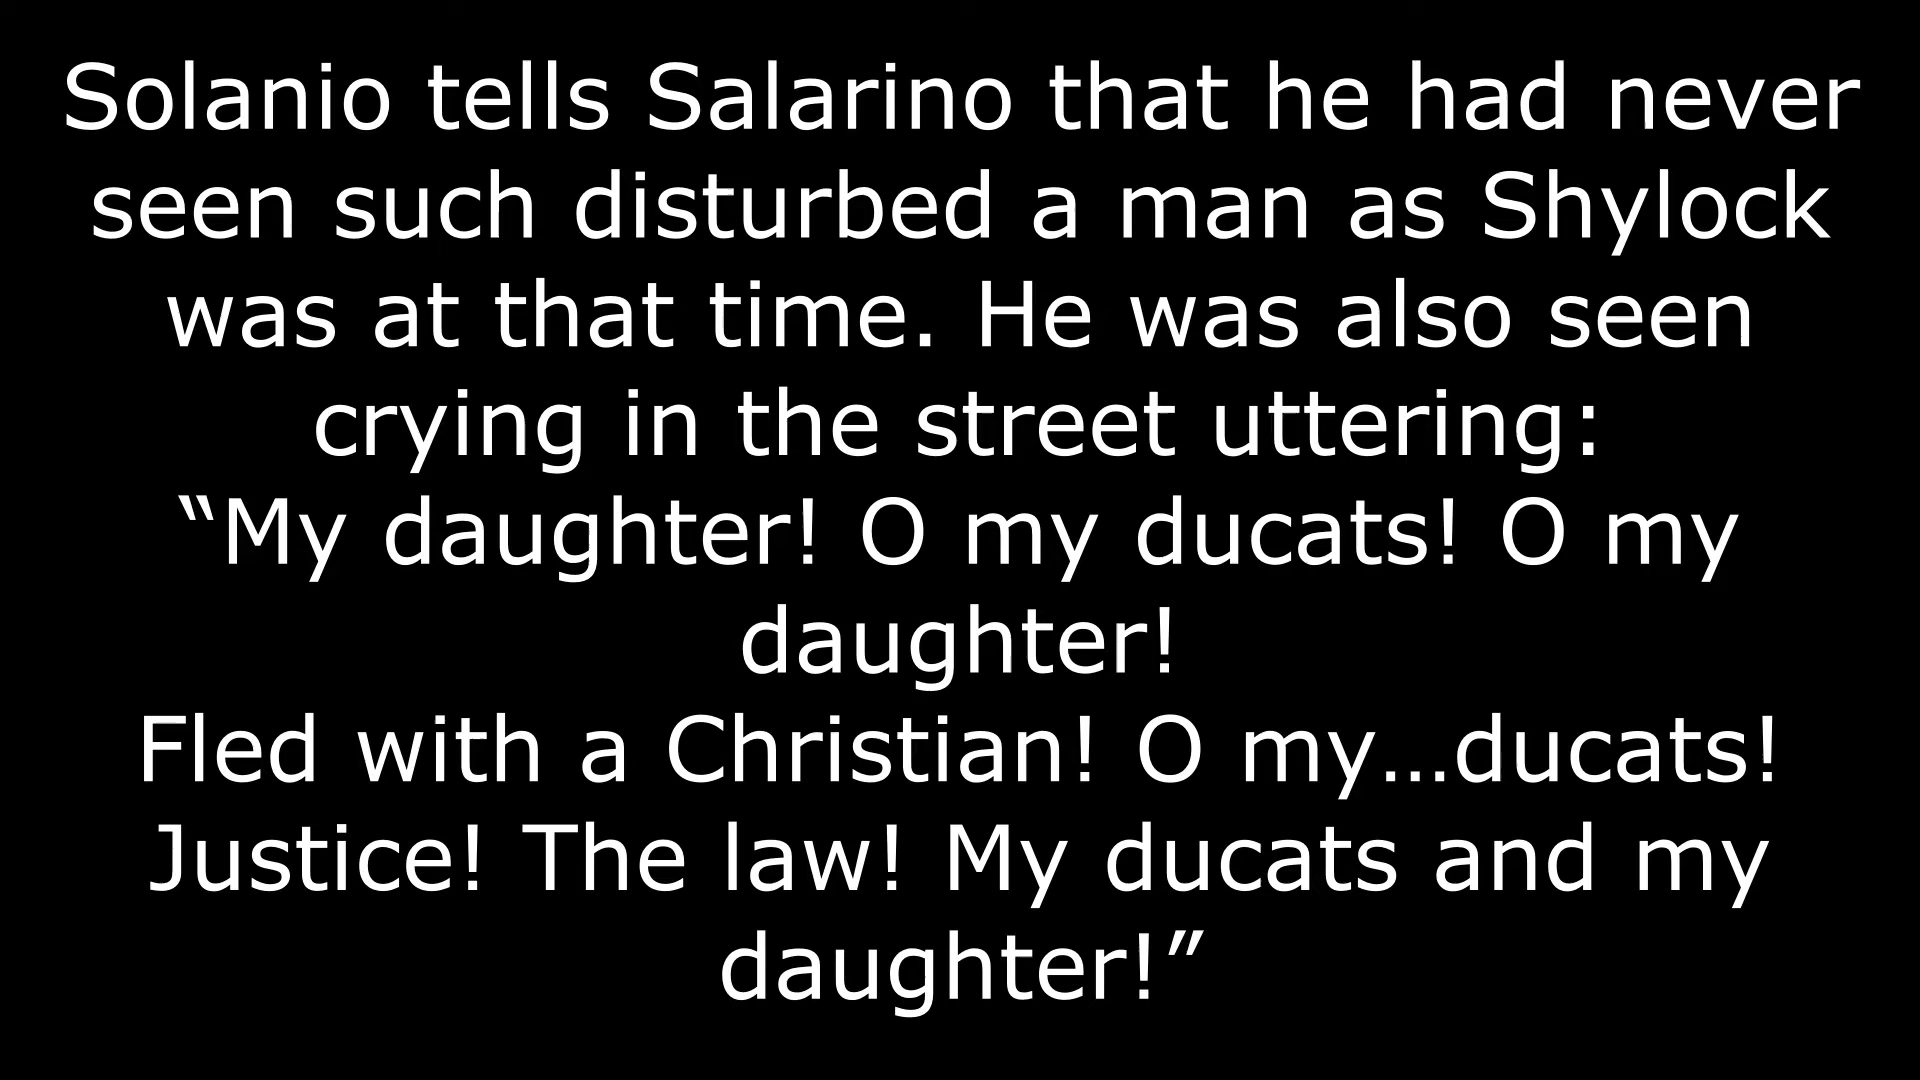 Solanio tells Salarino that he had never
seen such disturbed a man as Shylock
was at that time. He was also seen
crying in the street uttering:
“My daughter! O my ducats! O my
daughter!
Fled with a Christian! O my…ducats!
Justice! The law! My ducats and my
daughter!”